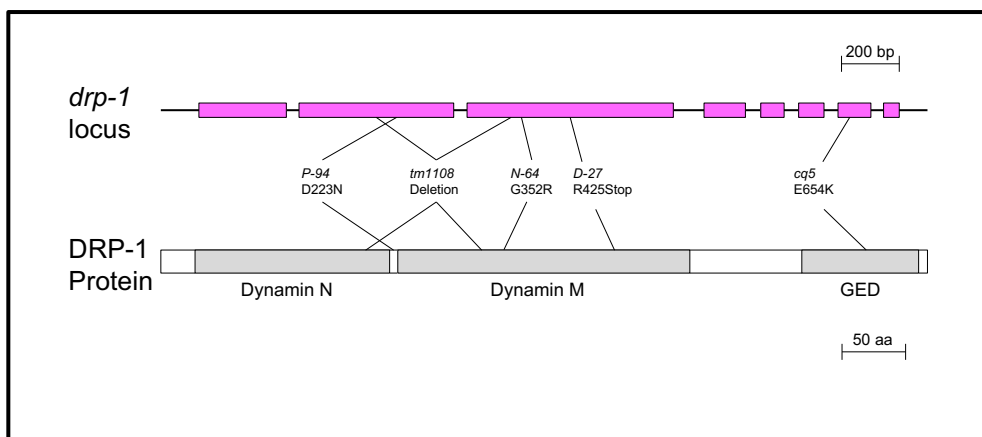 200 bp
drp-1
locus
P-94
D223N
tm1108
Deletion
N-64
G352R
D-27
R425Stop
cq5
E654K
DRP-1
Protein
Dynamin N
Dynamin M
GED
50 aa